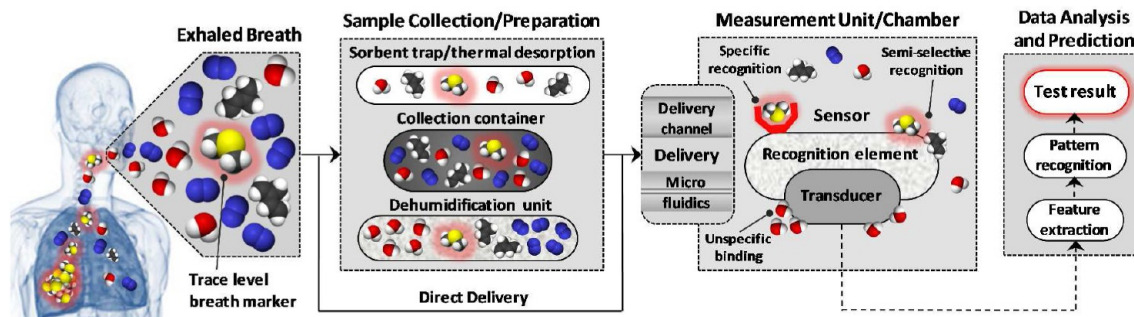 Exhaled Breath
Trace level
breath marker
Sample Collection/Preparation
Sorbent trap/thermal desorption
Collection container
Dehumidification unit
Direct Delivery
Measurement Unit/Chamber
Specific
recognition
Semi-selective
recognition
Delivery
channel
Delivery
Micro
fluidics
Sensor
Recognition element
Transducer
Unspecific
binding
Data Analysis
and Prediction
Test result
Pattern
recognition
Feature
extraction